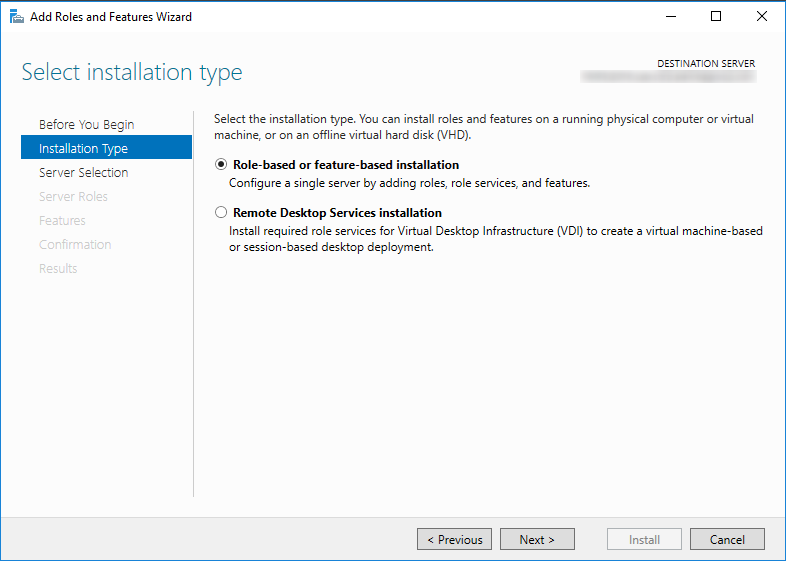 Add Roles and Features Wizard
Select installation type
DESTINATION SERVER
Before You Begin
Installation Type
Server Selection
Server Roles
Features
Confirmation
Results
Select the installation type. You can install roles and features on a running physical computer or virtual
machine, or on an offline virtual hard disk (VHD).
Role-based or feature-based installation
Configure a single server by adding roles, role services, and features.
Remote Desktop Services installation
Install required role services for Virtual Desktop Infrastructure (VDI) to create a virtual machine-based
or session-based desktop deployment.
< Previous
Next >
Install
Cancel